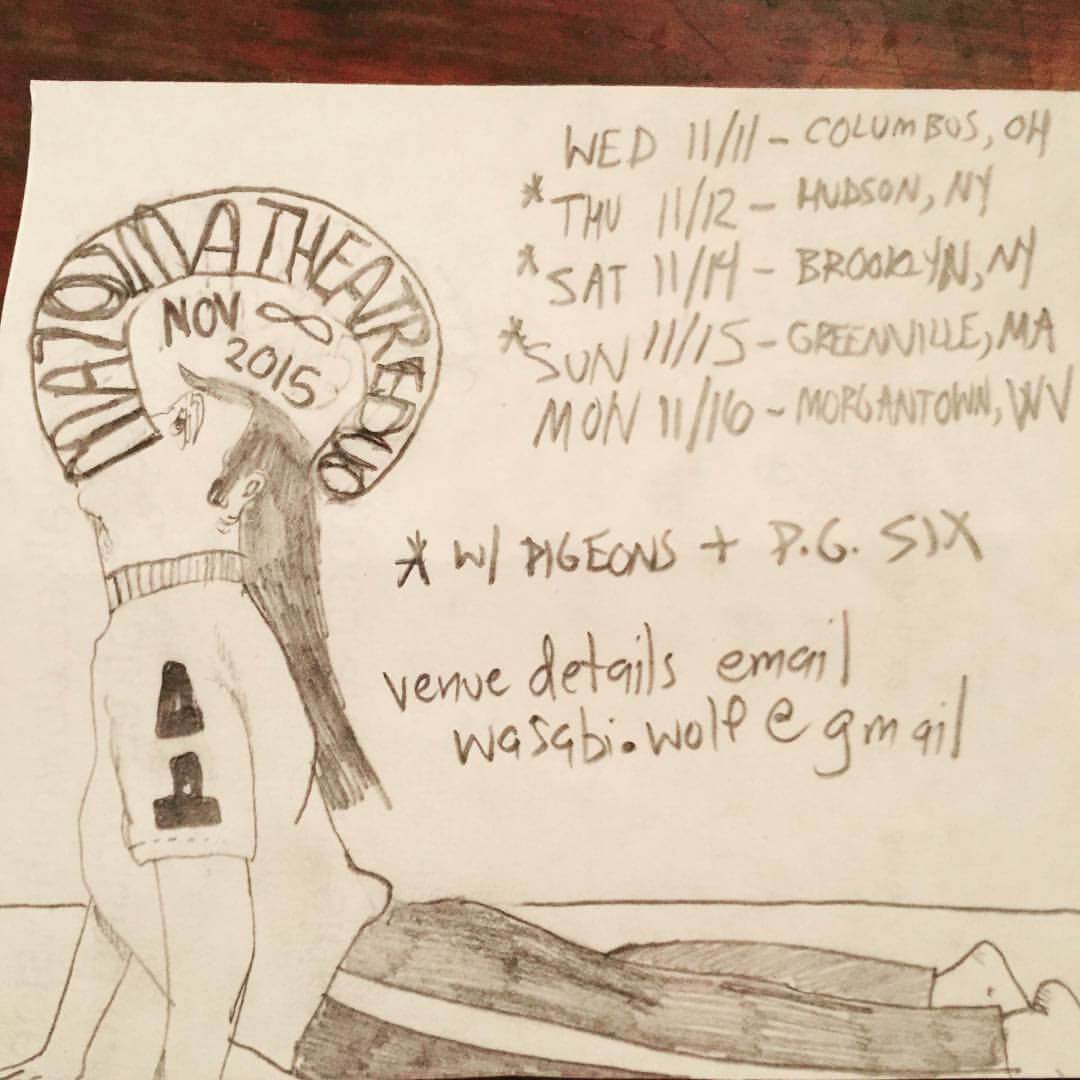 MAJOMA THEATRE DUO
NOV ∞
2015
WED 11/11 - COLUMBUS, OH
* THU 11/12 - HUDSON, NY
* SAT 11/14 - BROOKLYN, NY
* SUN 11/15 - GREENVILLE, MA
MON 11/16 - MORGANTOWN, WV
* W/ PIGEONS + P.G. SIX
venue details email
wasabi.wolf@gmail